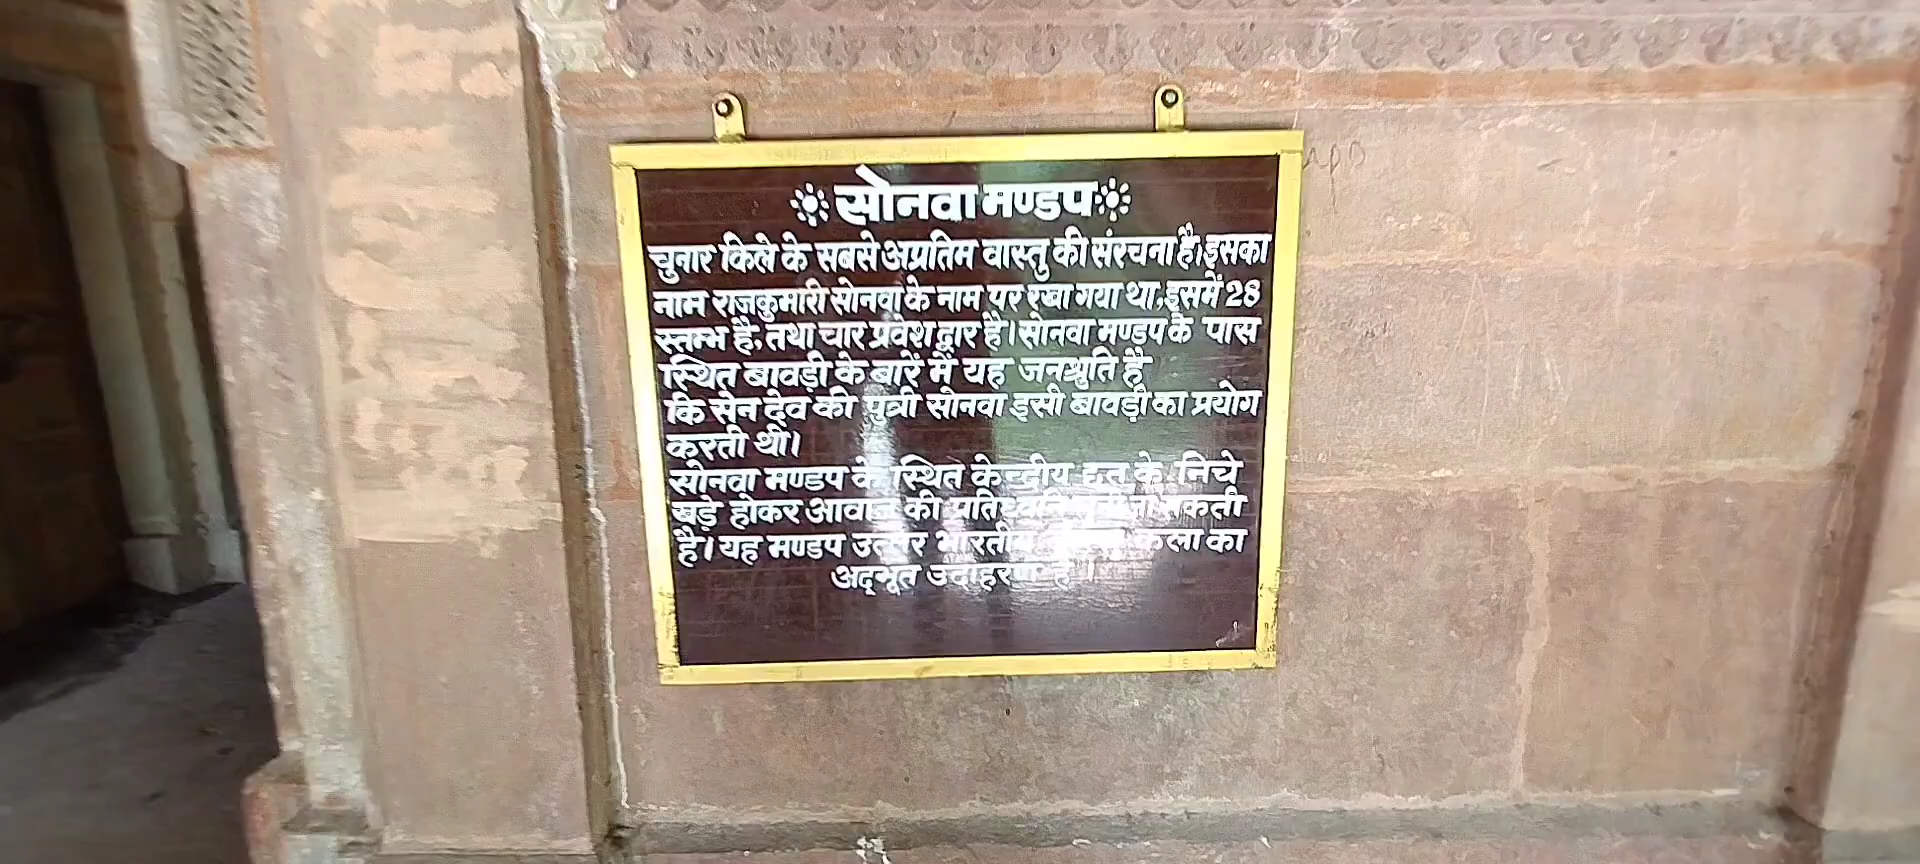 सोनवा मण्डप
चुनार किले के सबसे अप्रतिम वास्तु की संरचना है। इसका
नाम राजकुमारी सोनवा के नाम पर रखा गया था, इसमें 28
स्तम्भ है, तथा चार प्रवेश द्वार है। सोनवा मण्डप के पास
स्थित बावड़ी के बारें में यह जनश्रुति है
कि सेन देव की पुत्री सोनवा इसी बावड़ी का प्रयोग
करती थी।
सोनवा मण्डप के स्थित केन्द्रीय छत के निचे
खड़े होकर आवाज की प्रतिध्वनि सकती
है। यह मण्डप उत्तर भारतीय कला का
अद्भूत उदाहरण है।